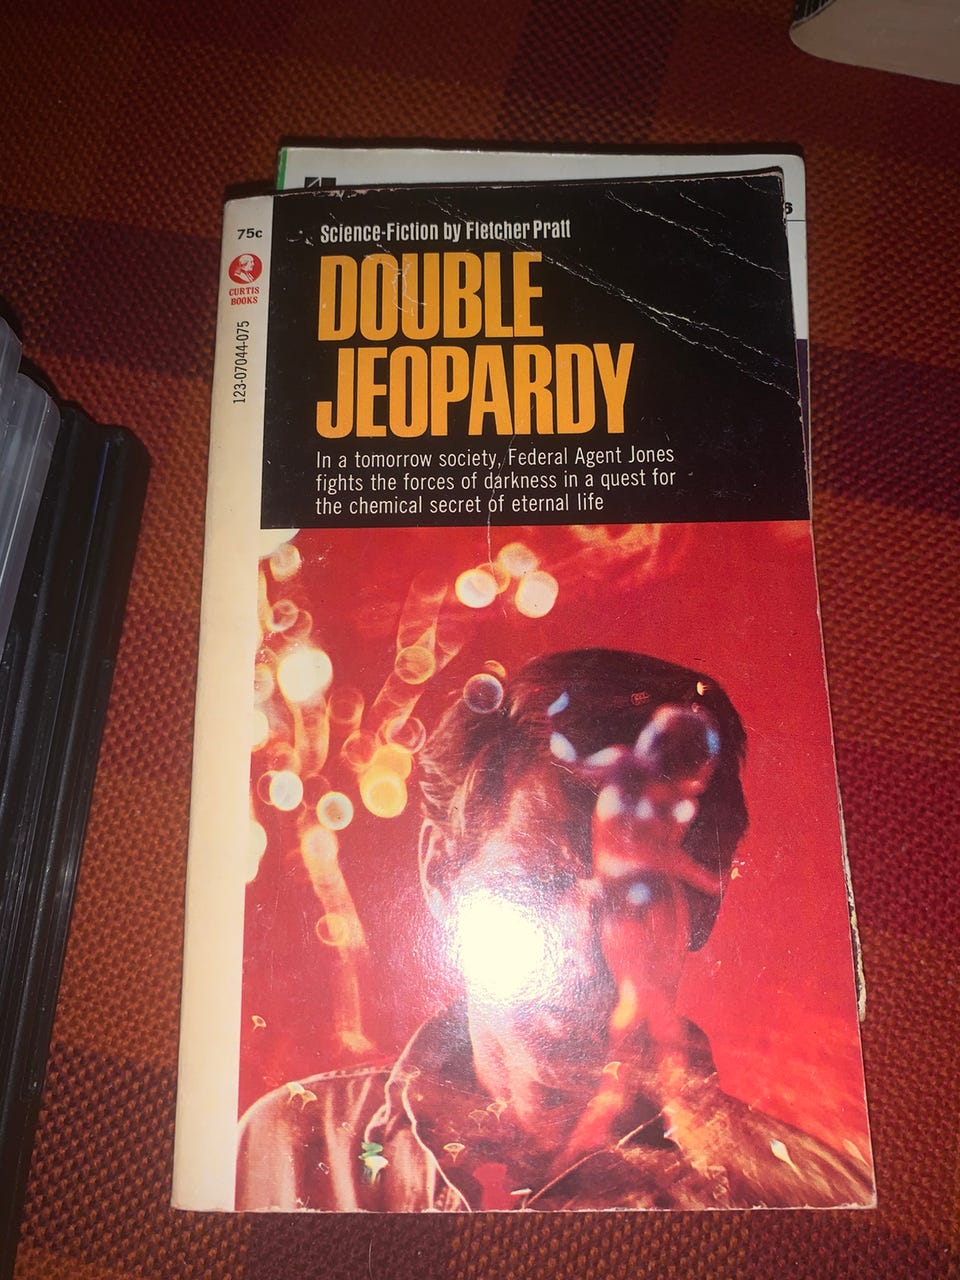 75c
CURTIS
BOOKS
123-07044-075
Science-Fiction by Fletcher Pratt
DOUBLE
JEOPARDY
In a tomorrow society, Federal Agent Jones
fights the forces of darkness in a quest for
the chemical secret of eternal life